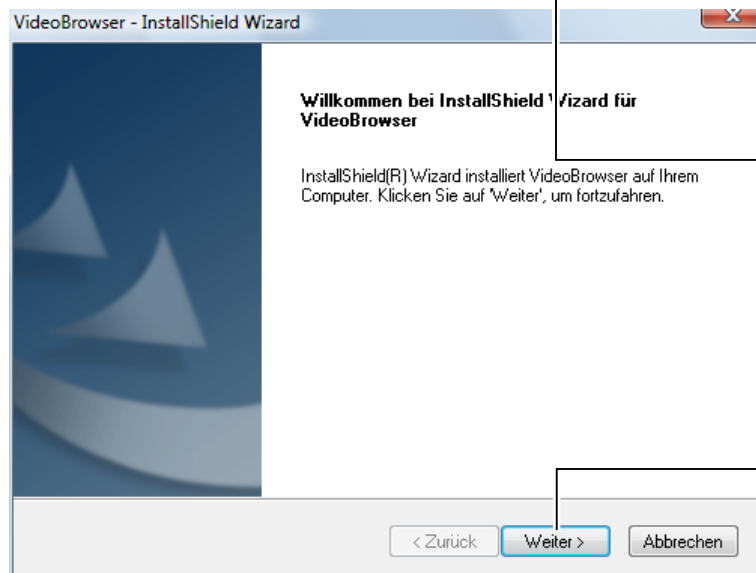 VideoBrowser - InstallShield Wizard
Willkommen bei InstallShield Wizard für
VideoBrowser
InstallShield(R) Wizard installiert VideoBrowser auf Ihrem
Computer. Klicken Sie auf 'Weiter', um fortzufahren.
< Zurück
Weiter >
Abbrechen